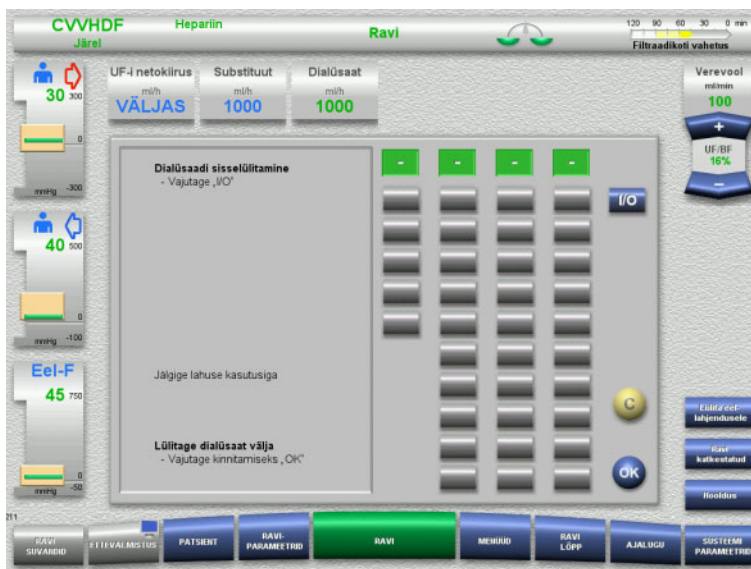 CVVHDF
Hepariin
Järel
Ravi
120 90 60 30 0 min
Filtraadikoti vahetus
30 300
0
mmHg -300
40 500
0
mmHg -100
Eel-F
45 750
0
mmHg -50
UF-i netokiirus
ml/h
VÄLJAS
Substituut
ml/h
1000
Dialüsaat
ml/h
1000
Verevool
ml/min
100
+
UF/BF
16%
–
- - - -
Dialüsaadi sisselülitamine
- Vajutage „I/O”
I/O
Jälgige lahuse kasutusiga
C
Lülitage dialüsaat välja
- Vajutage kinnitamiseks „OK”
OK
lahjendusele
Ravi
katkestatud
Hooldus
211
RAVI
SUVANDID
ETTEVALMISTUS
PATSIENT
RAVI-
PARAMEETRID
RAVI
MENÜÜD
RAVI
LÕPP
AJALUGU
SÜSTEEMI
PARAMEETRID